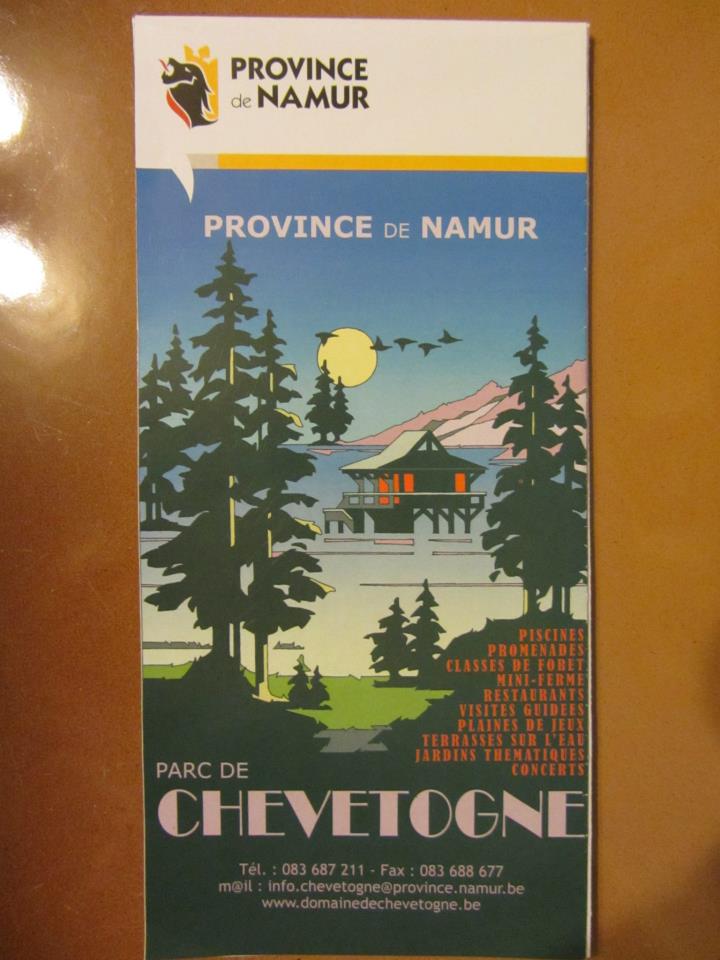 PROVINCE
de NAMUR
PROVINCE DE NAMUR
PISCINES
PROMENADES
CLASSES DE FORET
MINI-FERME
RESTAURANTS
VISITES GUIDEES
PLAINES DE JEUX
TERRASSES SUR L'EAU
JARDINS THEMATIQUES
CONCERTS
PARC DE
CHEVETOGNE
Tél. : 083 687 211 - Fax : 083 688 677
m@il : info.chevetogne@province.namur.be
www.domainedechevetogne.be